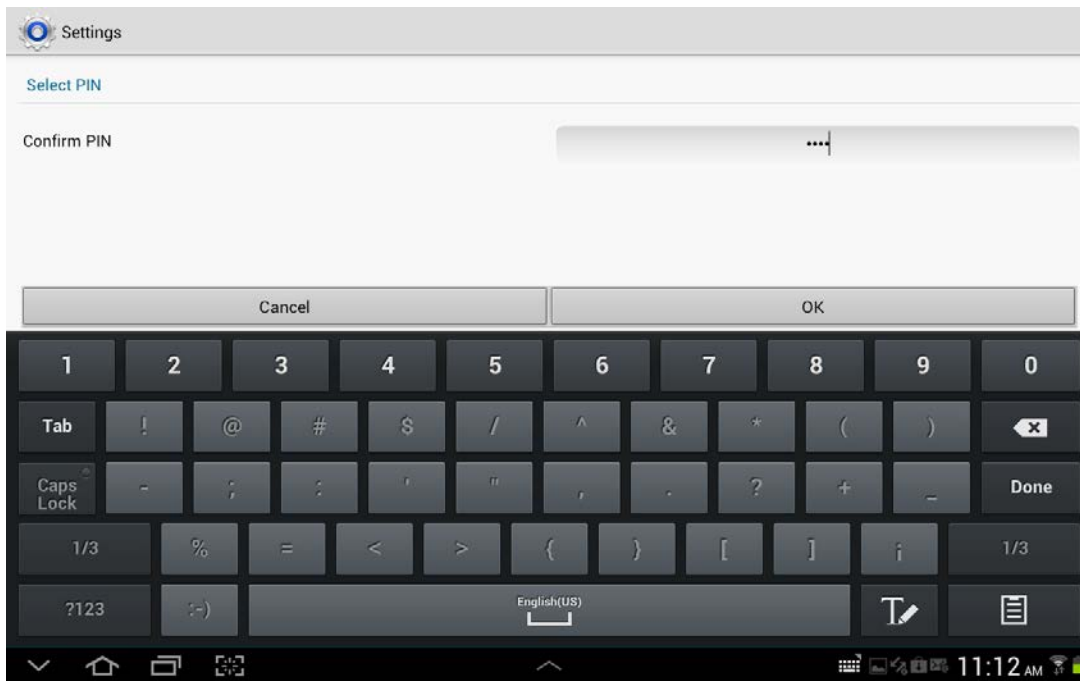 Settings
Select PIN
Confirm PIN ····
Cancel OK
1 2 3 4 5 6 7 8 9 0
Tab ! @ # $ / ^ & * ( )
Caps Lock - ; : ' " , . ? + _
1/3 % = < > { } [ ] ¡ 1/3
?123 :-) English(US) T
11:12 AM